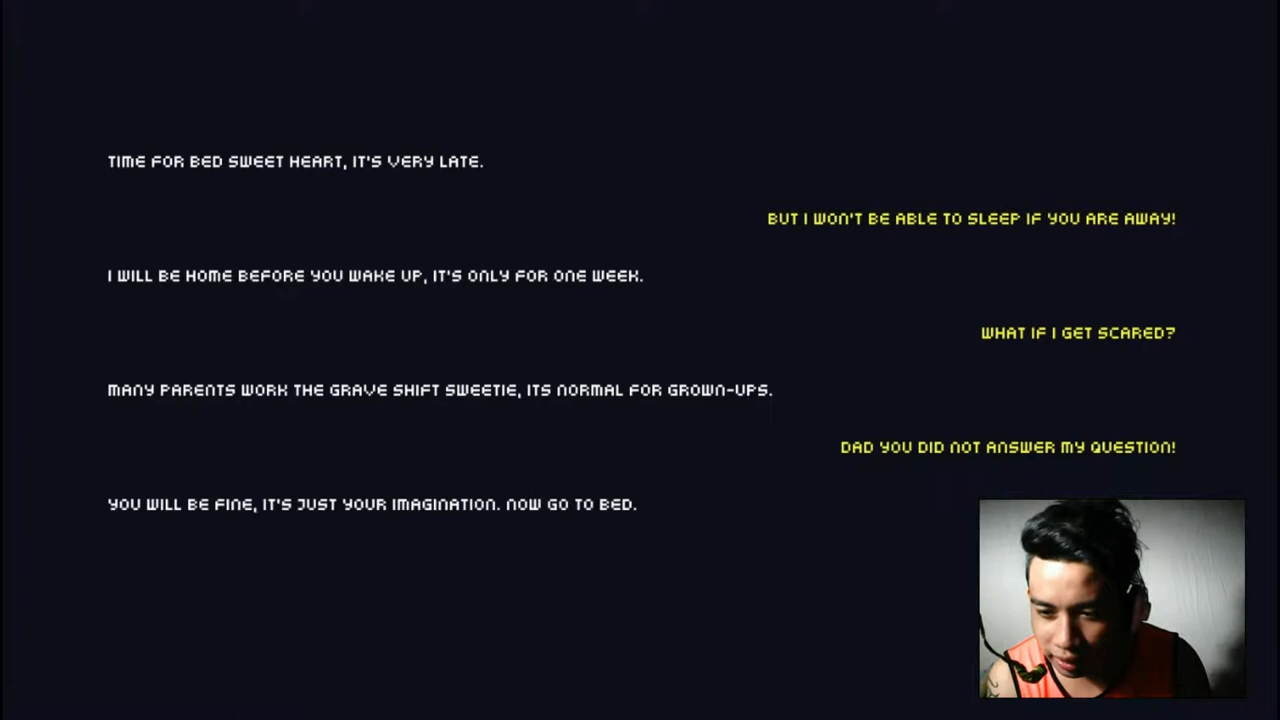 TIME FOR BED SWEET HEART, IT'S VERY LATE.
BUT I WON'T BE ABLE TO SLEEP IF YOU ARE AWAY!
I WILL BE HOME BEFORE YOU WAKE UP, IT'S ONLY FOR ONE WEEK.
WHAT IF I GET SCARED?
MANY PARENTS WORK THE GRAVE SHIFT SWEETIE, ITS NORMAL FOR GROWN-UPS.
DAD YOU DID NOT ANSWER MY QUESTION!
YOU WILL BE FINE, IT'S JUST YOUR IMAGINATION. NOW GO TO BED.